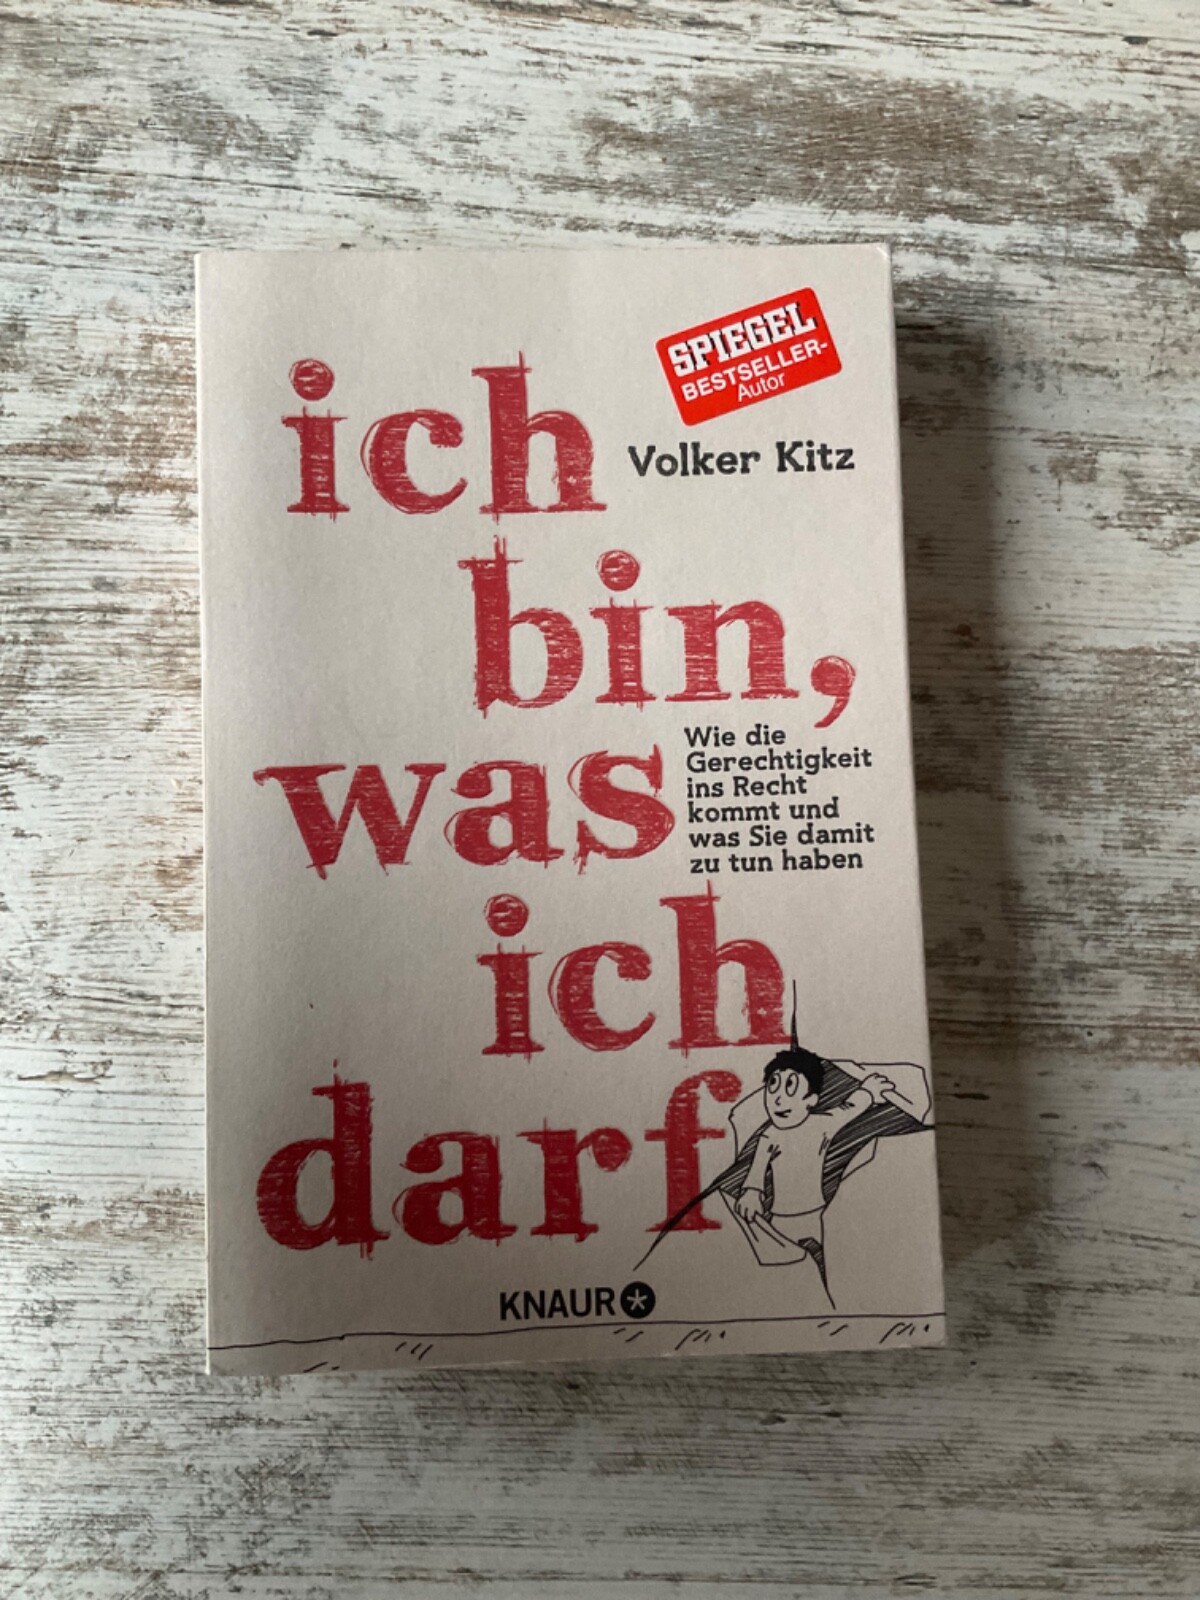 SPIEGEL
BESTSELLER-
Autor
ich
Volker Kitz
bin,
was
Wie die
Gerechtigkeit
ins Recht
kommt und
was Sie damit
zu tun haben
ich
darf
KNAUR